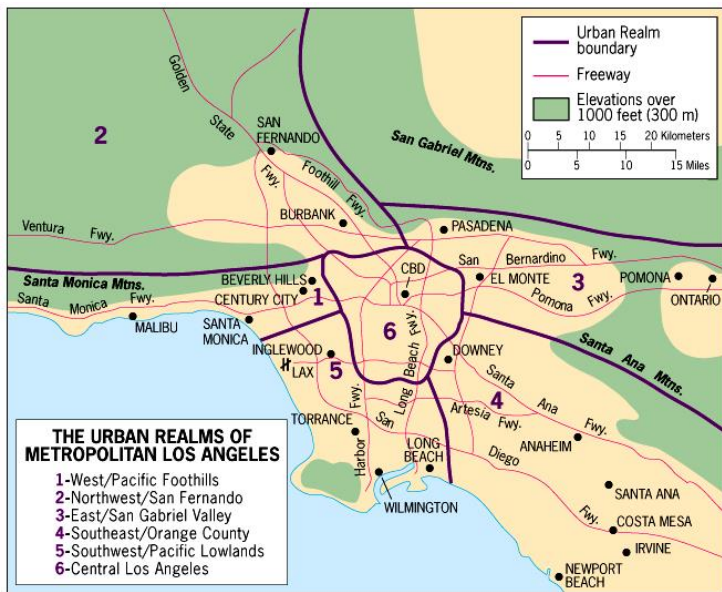 Urban Realm
boundary
Freeway
Elevations over
1000 feet (300 m)
0 10 20 Kilometers
0 5 10 15 Miles
Golden
State
Fwy.
2
SAN
FERNANDO
Foothill
Fwy.
San Gabriel Mtns.
BURBANK
PASADENA
Ventura Fwy.
San Bernardino Fwy.
Santa Monica Mtns.
BEVERLY HILLS
CENTURY CITY
1
CBD
EL MONTE
3
POMONA
ONTARIO
Pomona Fwy.
Santa Monica Fwy.
MALIBU
SANTA
MONICA
6
Long Beach Fwy.
Santa Ana Mtns.
INGLEWOOD
LAX
5
DOWNEY
Santa Ana Fwy.
4
Artesia Fwy.
Harbor Fwy.
San Diego Fwy.
TORRANCE
LONG
BEACH
ANAHEIM
WILMINGTON
SANTA ANA
COSTA MESA
IRVINE
NEWPORT
BEACH
THE URBAN REALMS OF
METROPOLITAN LOS ANGELES
1-West/Pacific Foothills
2-Northwest/San Fernando
3-East/San Gabriel Valley
4-Southeast/Orange County
5-Southwest/Pacific Lowlands
6-Central Los Angeles